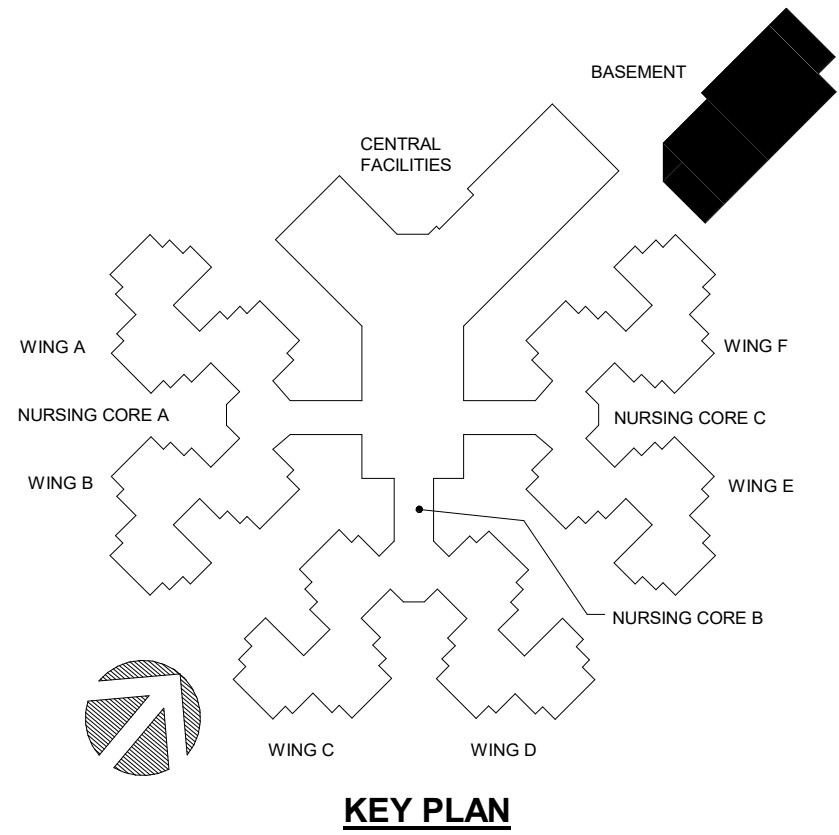 BASEMENT
CENTRAL
FACILITIES
WING A
WING F
NURSING CORE A
NURSING CORE C
WING B
WING E
NURSING CORE B
WING C
WING D
KEY PLAN